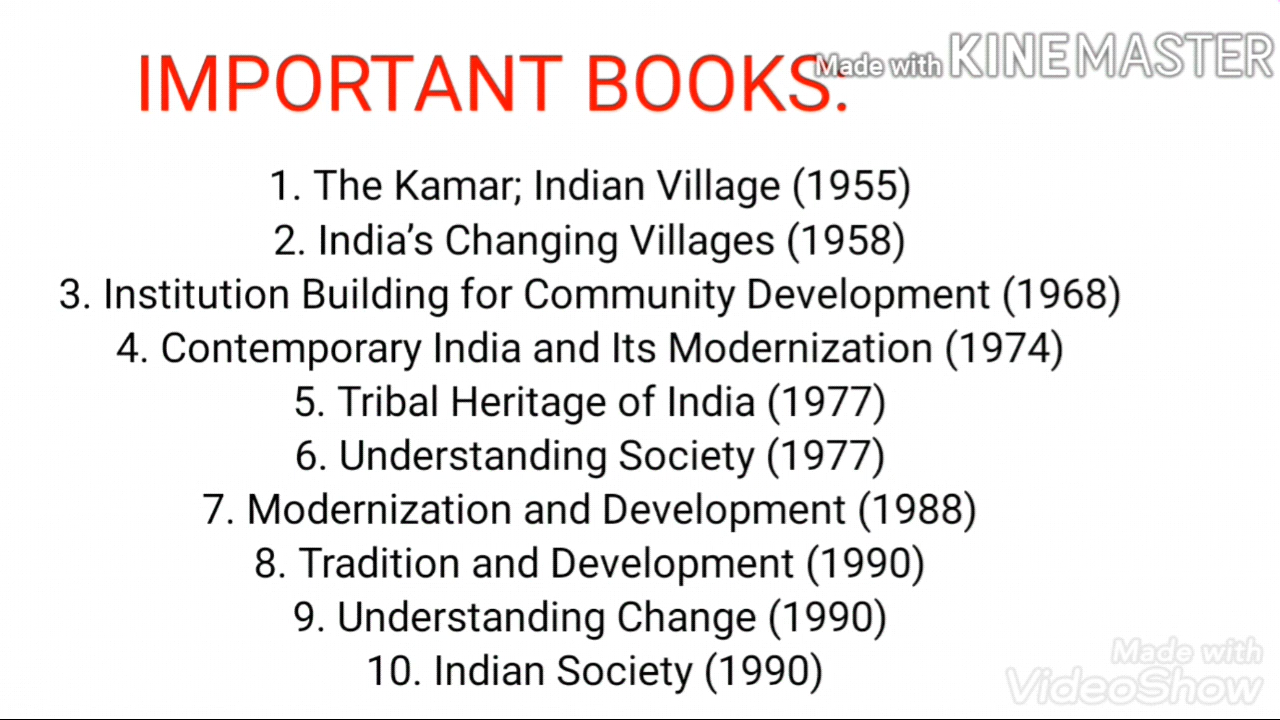 IMPORTANT BOOKS:
Made with KINEMASTER
1. The Kamar; Indian Village (1955)
2. India’s Changing Villages (1958)
3. Institution Building for Community Development (1968)
4. Contemporary India and Its Modernization (1974)
5. Tribal Heritage of India (1977)
6. Understanding Society (1977)
7. Modernization and Development (1988)
8. Tradition and Development (1990)
9. Understanding Change (1990)
10. Indian Society (1990)
Made with
VideoShow